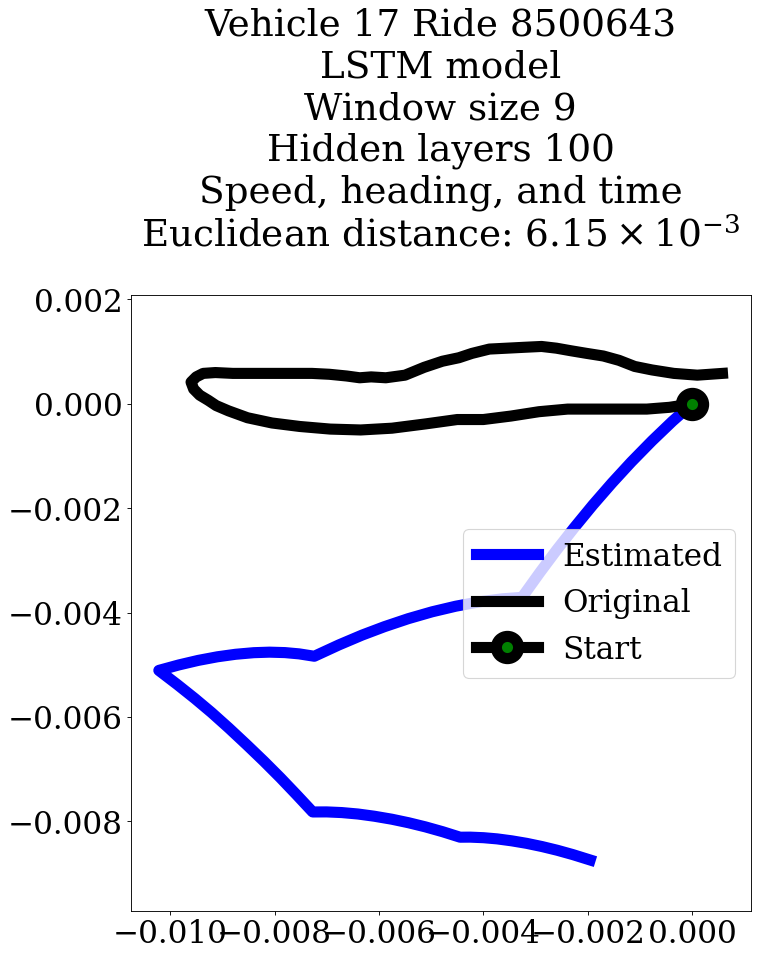 Vehicle 17 Ride 8500643
LSTM model
Window size 9
Hidden layers 100
Speed, heading, and time
Euclidean distance: 6.15 × 10⁻³
0.002
0.000
−0.002
−0.004
−0.006
−0.008
Estimated
Original
Start
−0.010 −0.008 −0.006 −0.004 −0.002 0.000